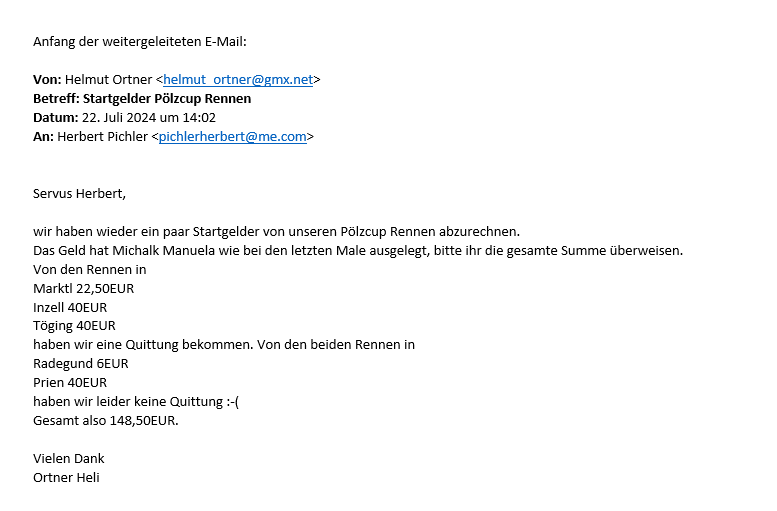 Anfang der weitergeleiteten E-Mail:
Von: Helmut Ortner <helmut_ortner@gmx.net>
Betreff: Startgelder Pölzcup Rennen
Datum: 22. Juli 2024 um 14:02
An: Herbert Pichler <pichlerherbert@me.com>
Servus Herbert,
wir haben wieder ein paar Startgelder von unseren Pölzcup Rennen abzurechnen.
Das Geld hat Michalk Manuela wie bei den letzten Male ausgelegt, bitte ihr die gesamte Summe überweisen.
Von den Rennen in
Marktl 22,50EUR
Inzell 40EUR
Töging 40EUR
haben wir eine Quittung bekommen. Von den beiden Rennen in
Radegund 6EUR
Prien 40EUR
haben wir leider keine Quittung :-(
Gesamt also 148,50EUR.
Vielen Dank
Ortner Heli